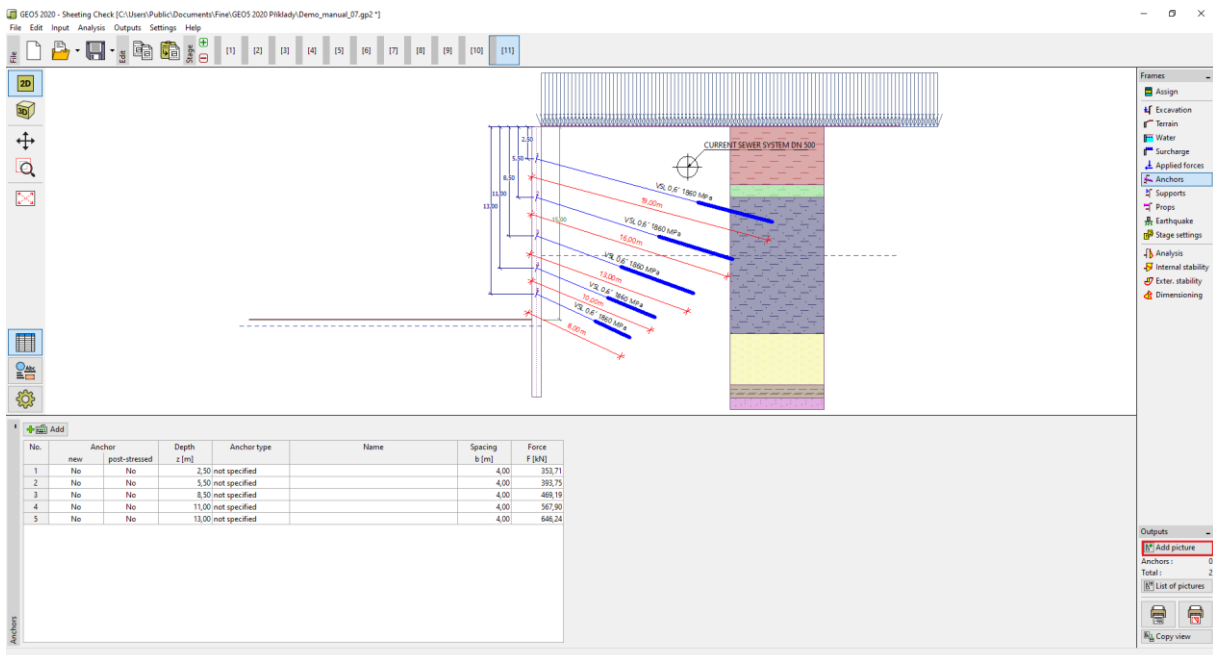 GEO5 2020 - Sheeting Check [C:\Users\Public\Documents\Fine\GEO5 2020 Příklady\Demo_manual_07.gp2 *]
File Edit Input Analysis Outputs Settings Help
File
Edit
Stage
[1] [2] [3] [4] [5] [6] [7] [8] [9] [10] [11]
2D
3D
Abc
2,50
5,50
8,50
11,00
13,00
15,00
CURRENT SEWER SYSTEM DN 500
VSL 0,6´ 1860 MPa
19,00m
VSL 0,6´ 1860 MPa
16,00m
VSL 0,6´ 1860 MPa
13,00m
VSL 0,6´ 1860 MPa
10,00m
VSL 0,6´ 1860 MPa
8,00m
Frames
Assign
Excavation
Terrain
Water
Surcharge
Applied forces
Anchors
Supports
Props
Earthquake
Stage settings
Analysis
Internal stability
Exter. stability
Dimensioning
Add
No. Anchor Depth Anchor type Name Spacing Force
new post-stressed z [m] b [m] F [kN]
1 No No 2,50 not specified 4,00 353,71
2 No No 5,50 not specified 4,00 393,75
3 No No 8,50 not specified 4,00 469,19
4 No No 11,00 not specified 4,00 567,90
5 No No 13,00 not specified 4,00 646,24
Anchors
Outputs
Add picture
Anchors : 0
Total : 2
List of pictures
Copy view